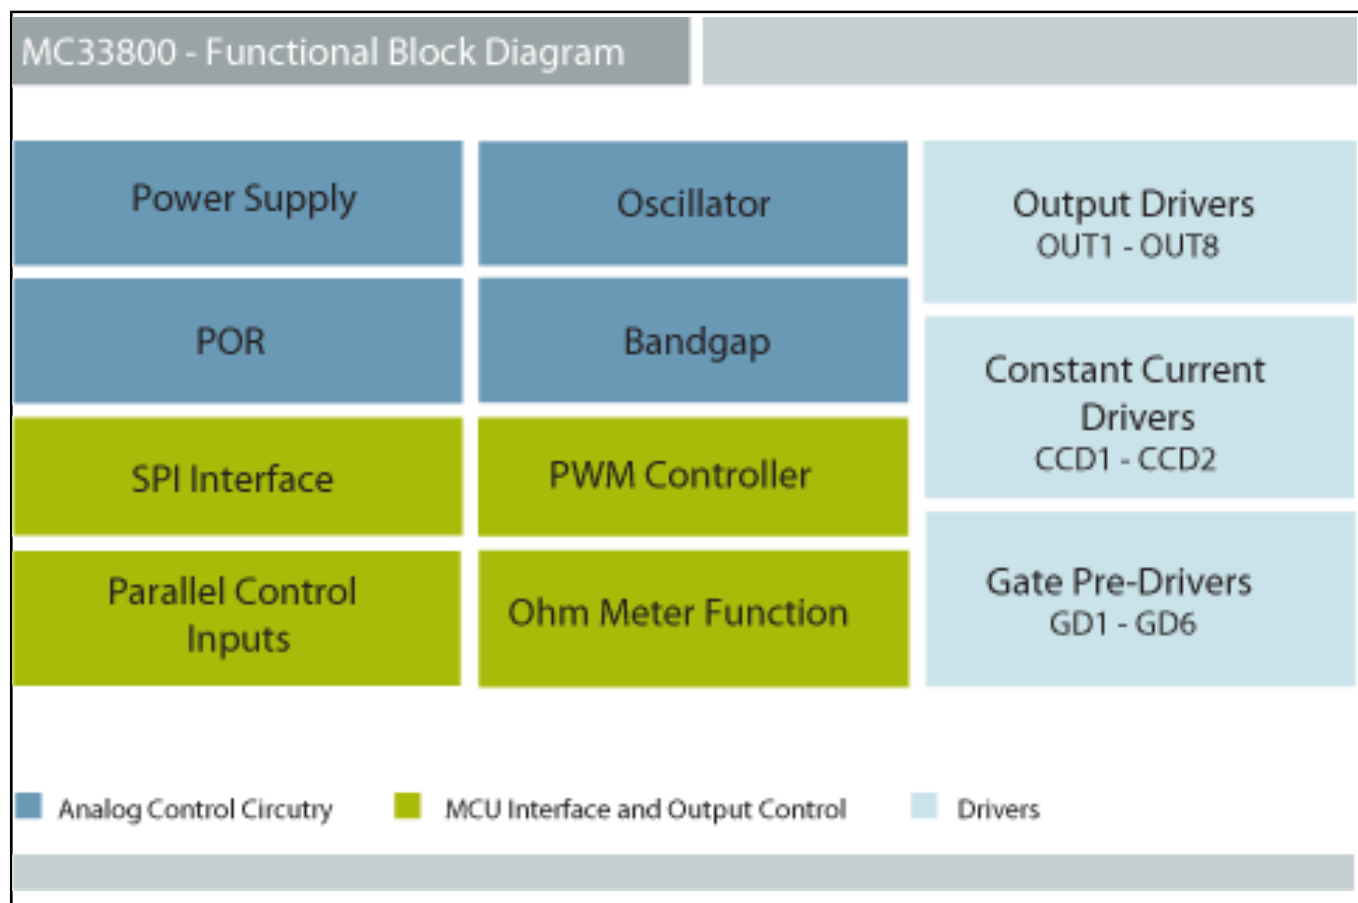 MC33800 - Functional Block Diagram
Power Supply
Oscillator
Output Drivers
OUT1 - OUT8
POR
Bandgap
Constant Current
Drivers
CCD1 - CCD2
SPI Interface
PWM Controller
Parallel Control
Inputs
Ohm Meter Function
Gate Pre-Drivers
GD1 - GD6
Analog Control Circutry
MCU Interface and Output Control
Drivers